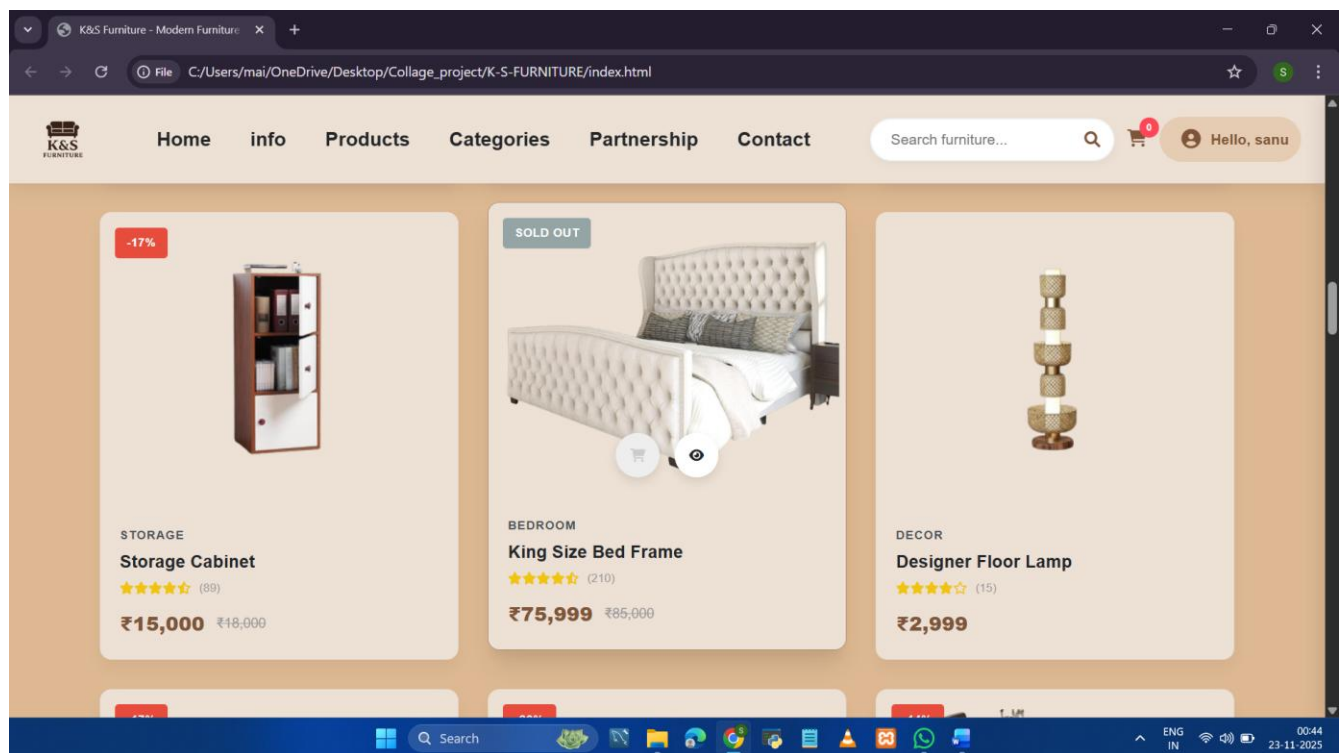 K&S Furniture - Modern Furniture
File C:/Users/mai/OneDrive/Desktop/Collage_project/K-S-FURNITURE/index.html
S
K&S
FURNITURE
Home info Products Categories Partnership Contact
Search furniture...
0
Hello, sanu
-17%
STORAGE
Storage Cabinet
(89)
₹15,000 ₹18,000
SOLD OUT
BEDROOM
King Size Bed Frame
(210)
₹75,999 ₹85,000
DECOR
Designer Floor Lamp
(15)
₹2,999
Search
ENG
IN
00:44
23-11-2025